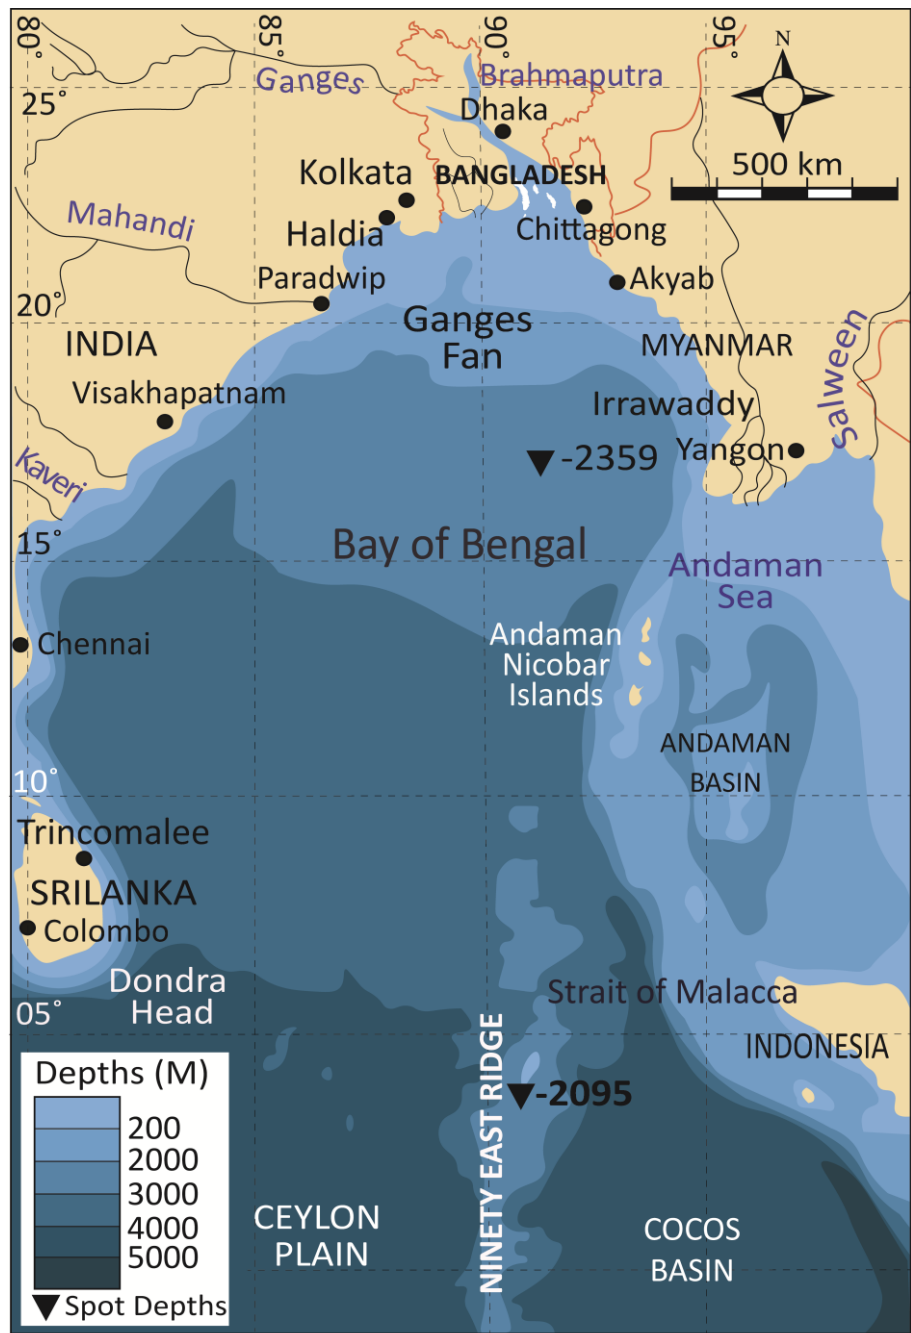 80°
85°
90°
95°
N
Ganges
Brahmaputra
25°
Dhaka
500 km
Kolkata
BANGLADESH
Mahandi
Haldia
Chittagong
Paradwip
Akyab
20°
Ganges
Fan
INDIA
MYANMAR
Salween
Visakhapatnam
Irrawaddy
Kaveri
-2359
Yangon
15°
Bay of Bengal
Andaman
Sea
Chennai
Andaman
Nicobar
Islands
ANDAMAN
BASIN
10°
Trincomalee
SRILANKA
Colombo
Dondra
Head
Strait of Malacca
05°
INDONESIA
NINETY EAST RIDGE
-2095
Depths (M)
200
2000
3000
4000
5000
Spot Depths
CEYLON
PLAIN
COCOS
BASIN